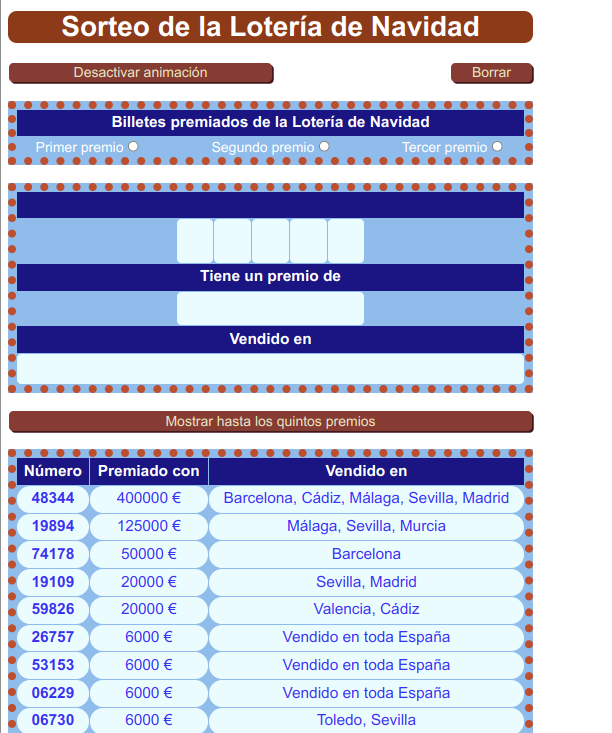 Sorteo de la Lotería de Navidad
Desactivar animación Borrar
Billetes premiados de la Lotería de Navidad
Primer premio Segundo premio Tercer premio
Tiene un premio de
Vendido en
Mostrar hasta los quintos premios
Número Premiado con Vendido en
48344 400000 € Barcelona, Cádiz, Málaga, Sevilla, Madrid
19894 125000 € Málaga, Sevilla, Murcia
74178 50000 € Barcelona
19109 20000 € Sevilla, Madrid
59826 20000 € Valencia, Cádiz
26757 6000 € Vendido en toda España
53153 6000 € Vendido en toda España
06229 6000 € Vendido en toda España
06730 6000 € Toledo, Sevilla